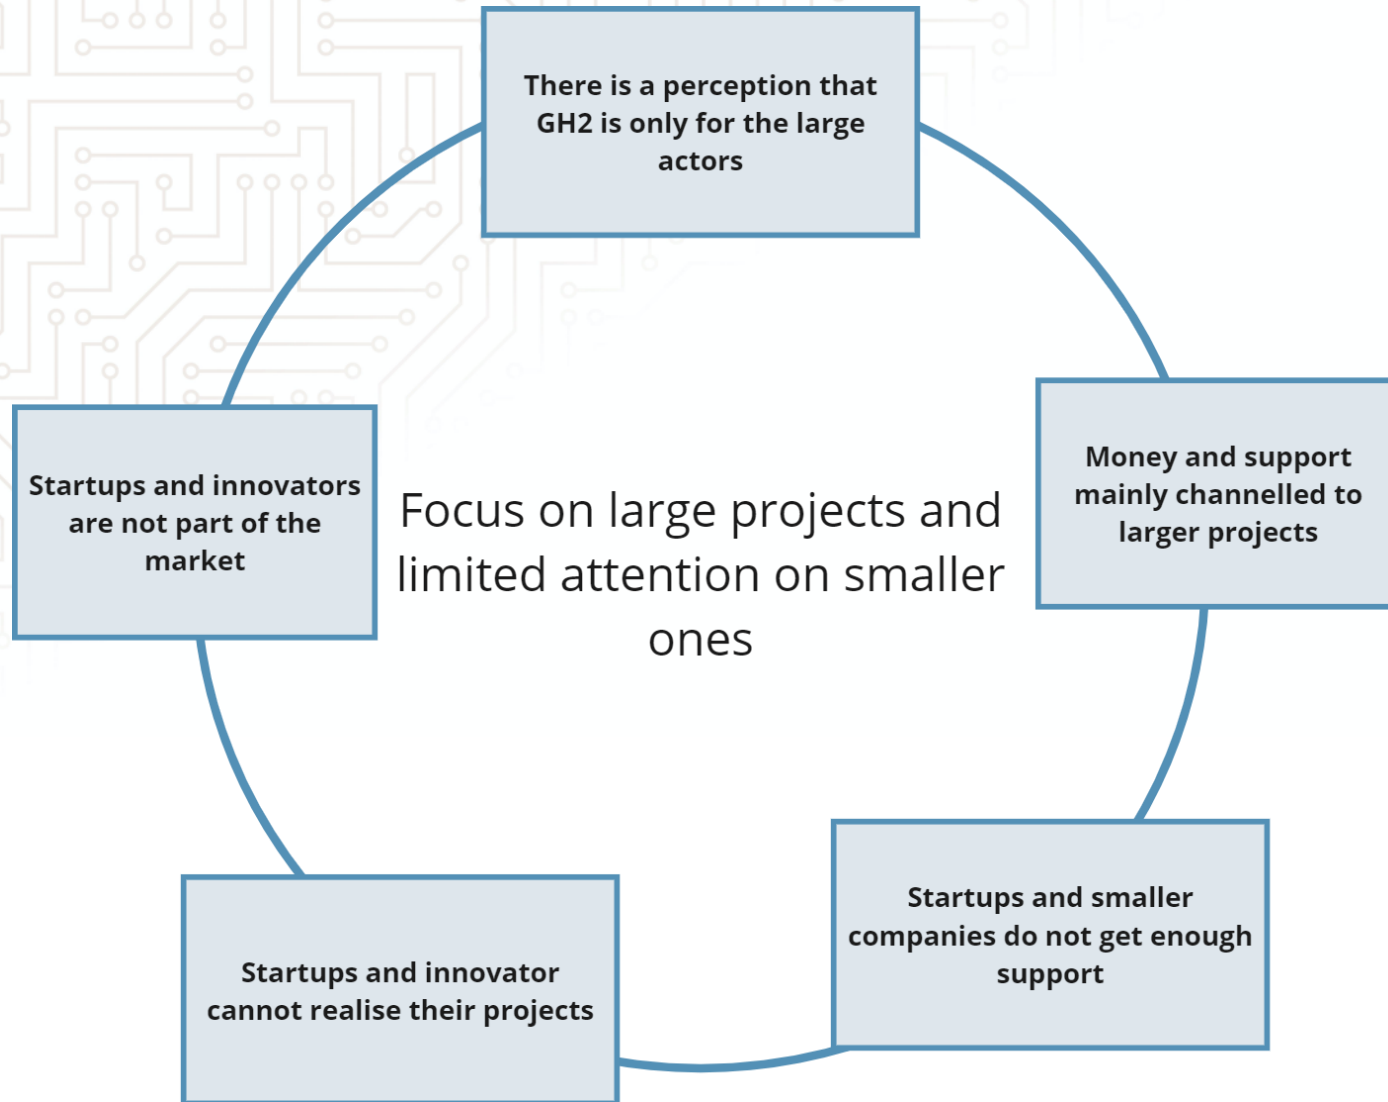 There is a perception that
GH2 is only for the large
actors
Money and support
mainly channelled to
larger projects
Startups and smaller
companies do not get enough
support
Startups and innovator
cannot realise their projects
Startups and innovators
are not part of the
market
Focus on large projects and
limited attention on smaller
ones